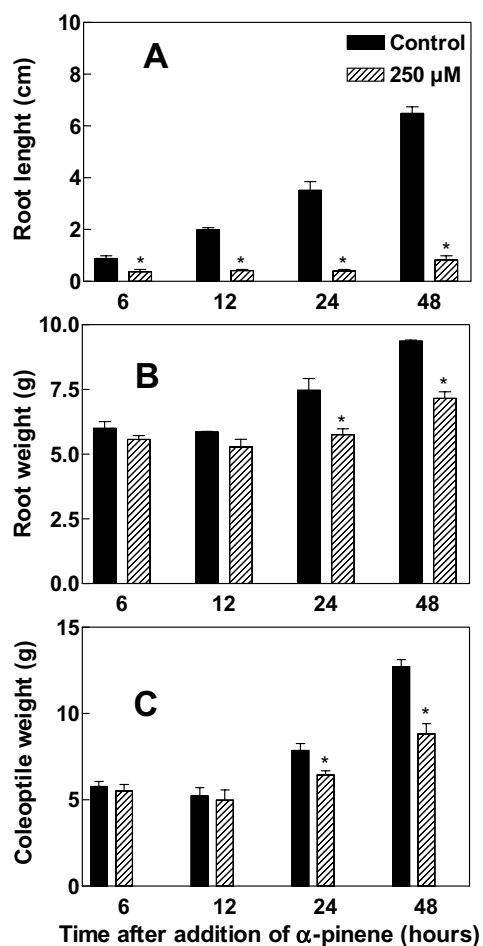 10
8
6
4
2
0
Root lenght (cm)
A
Control
250 µM
* * * *
6 12 24 48
10.0
7.5
5.0
2.5
0.0
Root weight (g)
B
* *
6 12 24 48
15
10
5
0
Coleoptile weight (g)
C
* *
6 12 24 48
Time after addition of α-pinene (hours)